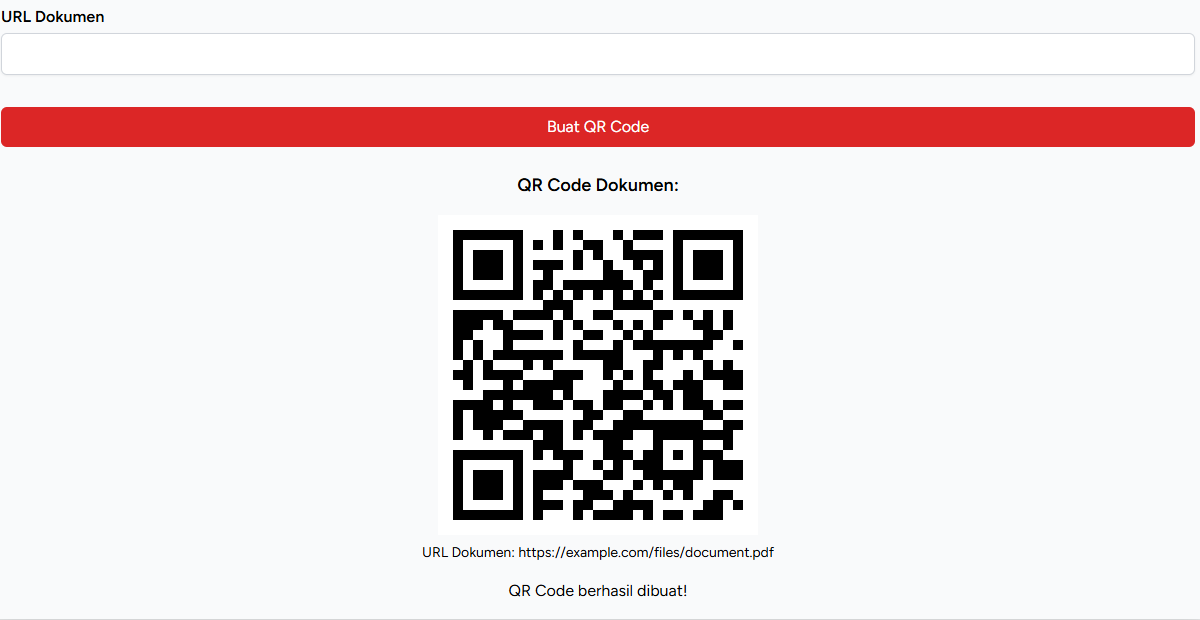 URL Dokumen
Buat QR Code
QR Code Dokumen:
URL Dokumen: https://example.com/files/document.pdf
QR Code berhasil dibuat!